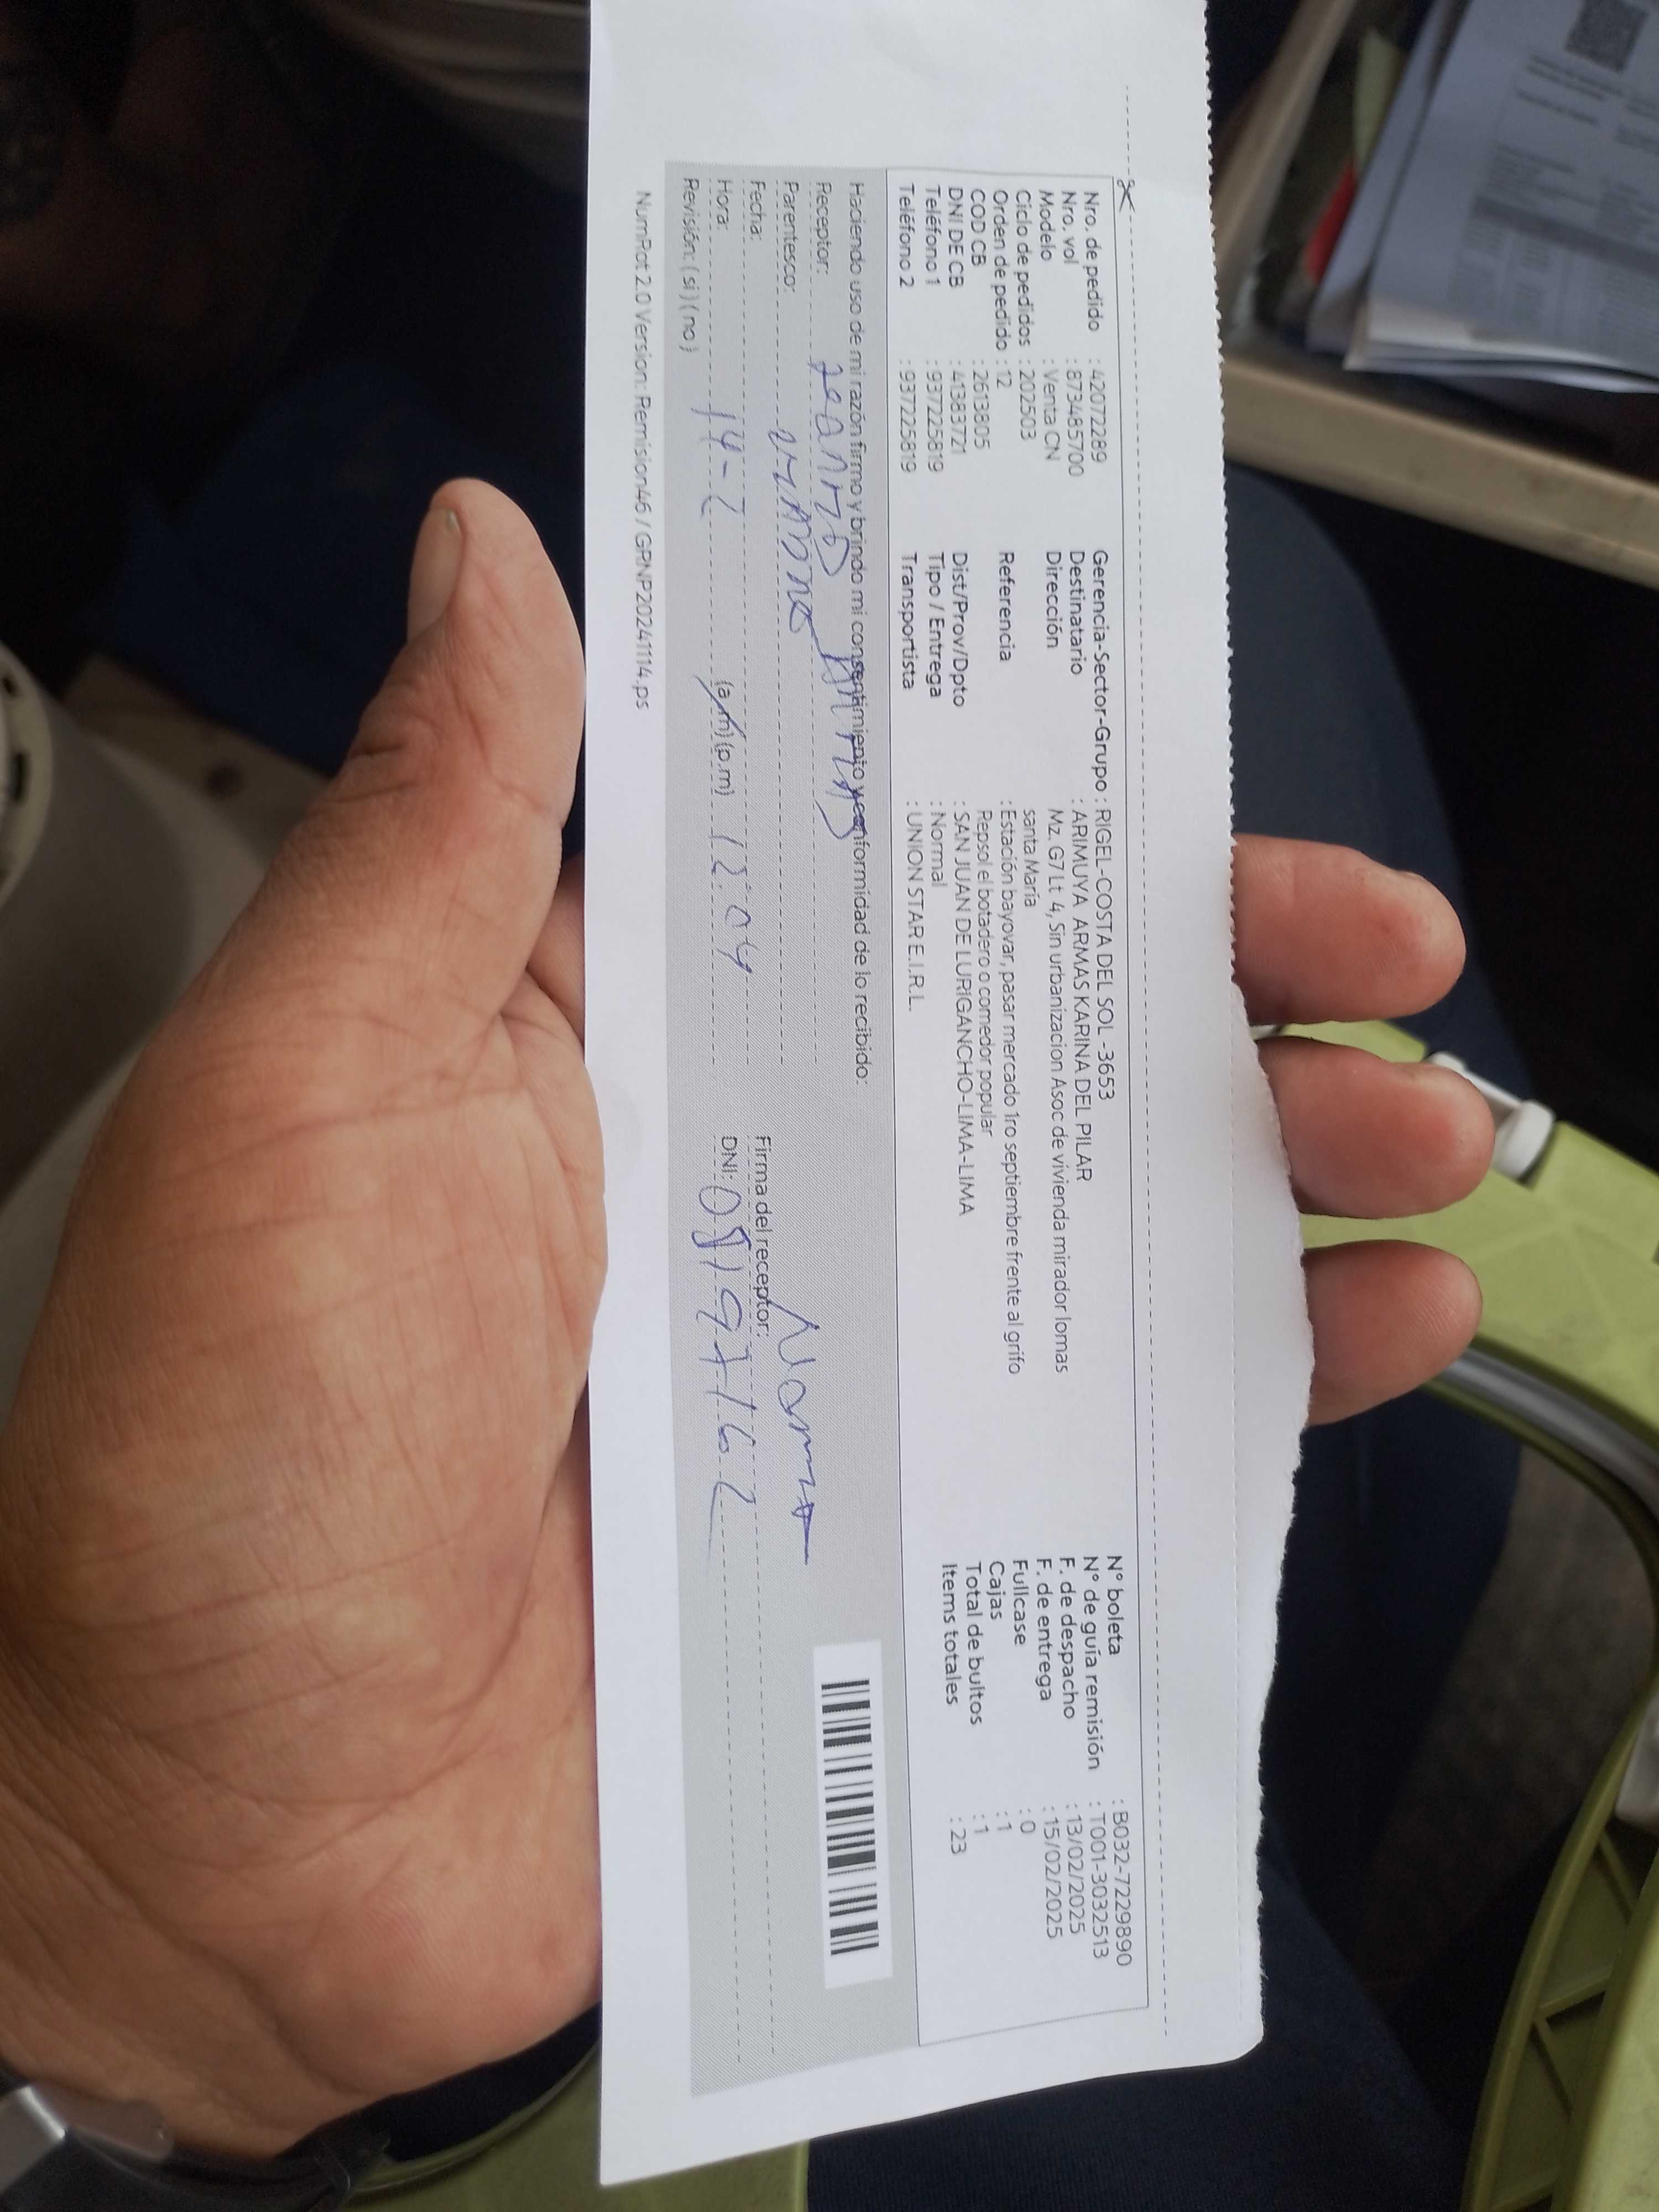 Nro. de pedido : 42072289
Nro. vol : 8734485700
Modelo : Venta CN
Ciclo de pedidos : 202503
Orden de pedido : 12
COD CB : 2613805
DNI DE CB : 41383721
Teléfono 1 : 937225819
Teléfono 2 : 937225819
Gerencia-Sector-Grupo : RIGEL-COSTA DEL SOL -3653
Destinatario : ARIMUYA ARMAS KARINA DEL PILAR
Dirección Mz. G7 Lt 4, Sin urbanizacion Asoc de vivienda mirador lomas
santa María
Referencia : Estación bayovar, pasar mercado 1ro septiembre frente al grifo
Repsol el botadero o comedor popular
Dist/Prov/Dpto : SAN JUAN DE LURIGANCHO-LIMA-LIMA
Tipo / Entrega : Normal
Transportista : UNION STAR E.I.R.L.
N° boleta : B032-7229890
N° de guía remisión : T001-3032513
F. de despacho : 13/02/2025
F. de entrega : 15/02/2025
Fullcase : 0
Cajas : 1
Total de bultos : 1
Items totales : 23
Haciendo uso de mi razón firmo y brindo mi consentimiento y conformidad de lo recibido:
Receptor:
Parentesco:
Fecha:
Hora: 14-2 (a.m) (p.m) 12:04
Revisión: ( si ) ( no )
Firma del receptor: Norma
DNI: 08197162
NumPot 2.0 Version: Remision46 / GRNP20241114.ps